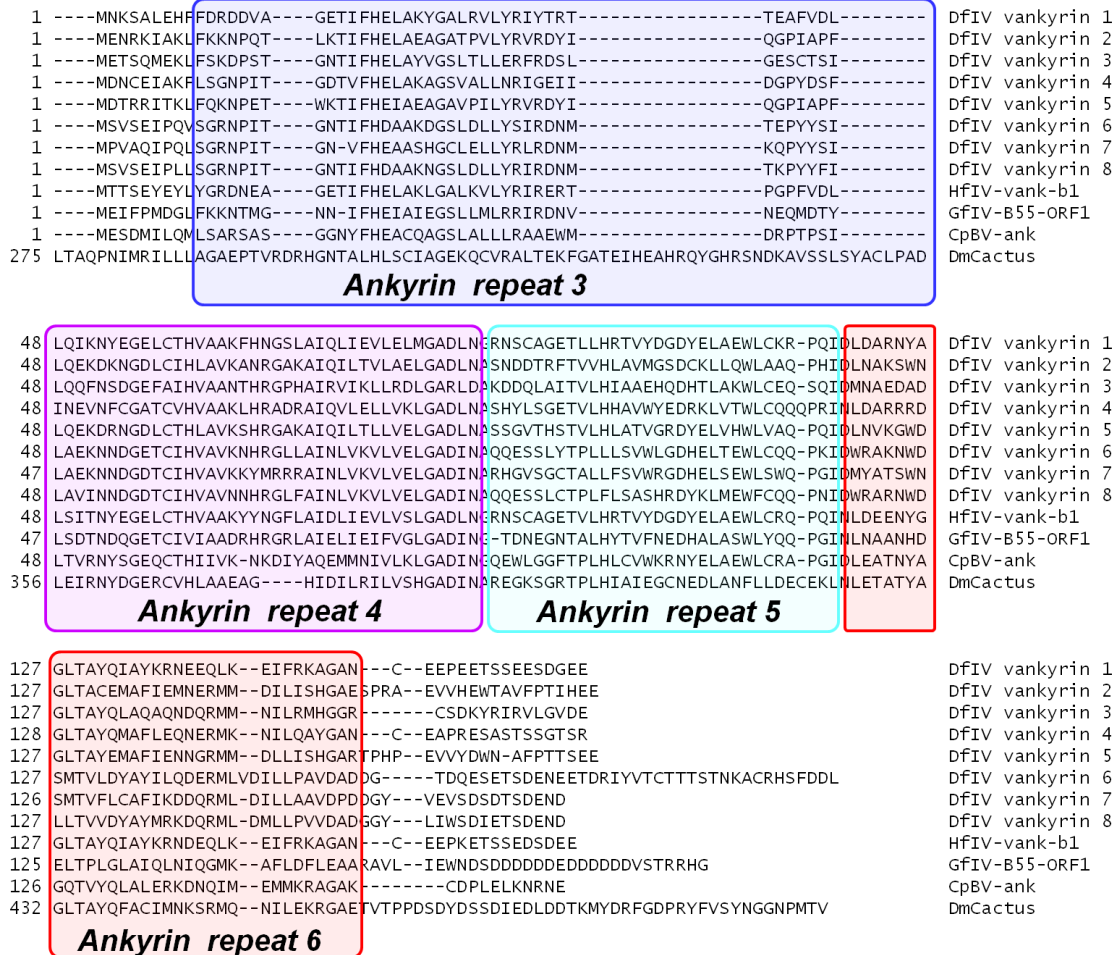 1 ----MNKSALEHFFDRDDVA----GETIFHELAKYGALRVLYRIYTRT----------------TEAFVDL-------- DfIV vankyrin 1
1 ----MENRKIAKLFKKNPQT----LKTIFHELAEAGATPVLYRVRDYI----------------QGPIAPF-------- DfIV vankyrin 2
1 ----METSQMEKLFSKDPST----GNTIFHELAYVGSLTLLERFRDSL----------------GESCTSI-------- DfIV vankyrin 3
1 ----MDNCEIAKFLSGNPIT----GDTVFHELAKAGSVALLNRIGEII----------------DGPYDSF-------- DfIV vankyrin 4
1 ----MDTRRITKLFQKNPET----WKTIFHEIAEAGAVPILYRVRDYI----------------QGPIAPF-------- DfIV vankyrin 5
1 ----MSVSEIPQVSGRNPIT----GNTIFHDAAKDGSLDLLYSIRDNM----------------TEPYYSI-------- DfIV vankyrin 6
1 ----MPVAQIPQLSGRNPIT----GN-VFHEAASHGCLELLYRLRDNM----------------KQPYYSI-------- DfIV vankyrin 7
1 ----MSVSEIPLLSGRNPIT----GNTIFHDAAKNGSLDLLYRIRDNM----------------TKPYYFI-------- DfIV vankyrin 8
1 ----MTTSEYEYLYGRDNEA----GETIFHELAKLGALKVLYRIRERT----------------PGPFVDL-------- HfIV-vank-b1
1 ----MEIFPMDGLFKKNTMG----NN-IFHEIAIEGSLLMLRRIRDNV----------------NEQMDTY-------- GfIV-B55-ORF1
1 ----MESDMILQMLSARSAS----GGNYFHEACQAGSLALLLRAAEWM----------------DRPTPSI-------- CpBV-ank
275 LTAQPNIMRILLLAGAEPTVRDRHGNTALHLSCIAGEKQCVRALTEKFGATEIHEAHRQYGHRSNDKAVSSLSYACLPAD DmCactus
Ankyrin repeat 3
48 LQIKNYEGELCTHVAAKFHNGSLAIQLIEVLELMGADLNGRNSCAGETLLHRTVYDGDYELAEWLCKR-PQIDLDARNYA DfIV vankyrin 1
48 LQEKDKNGDLCIHLAVKANRGAKAIQILTVLAELGADLNASNDDTRFTVVHLAVMGSDCKLLQWLAAQ-PHIDLNAKSWN DfIV vankyrin 2
48 LQQFNSDGEFCIHVAANTHRGPHAIRVIKLLRDLGARLDAKDDQLAITVLHIAAEHQDHTLAKWLCEQ-SQIDMNAEDAD DfIV vankyrin 3
48 INEVNFCGATCVHVAAKLHRADRAIQVLELLVKLGADLNASHYLSGETVLHHAVWYEDRKLVTWLCQQQPRINLDARRRD DfIV vankyrin 4
48 LQEKDRNGDLCTHLAVKSHRGAKAIQILTLLVELGADLNASSGVTHSTVLHLATVGRDYELVHWLVAQ-PQIDLNVKGWD DfIV vankyrin 5
48 LAEKNNDGETCIHVAVKNHRGLLAINLVKVLVELGADINAQQESSLYTPLLLSVWLGDHELTEWLCQQ-PKIDWRAKNWD DfIV vankyrin 6
47 LAEKNNDGDTCIHVAVKKYMRRRAINLVKVLVELGADINARHGVSGCTALLFSVWRGDHELSEWLSWQ-PGIDMYATSWN DfIV vankyrin 7
48 LAVINNDGDTCIHVAVNNHRGLFAINLVKVLVELGADINAQQESSLCTPLFLSASHRDYKLMEWFCQQ-PNIDWRARNWD DfIV vankyrin 8
48 LSITNYEGELCTHVAAKYYNGFLAIDLIEVLVSLGADLNGRNSCAGETVLHRTVYDGDYELAEWLCRQ-PQINLDEENYG HfIV-vank-b1
47 LSDTNDQGETCIVIAADRHRGRLAIELIEIFVGLGADING-TDNEGNTALHYTVFNEDHALASWLYQQ-PGINLNAANHD GfIV-B55-ORF1
48 LTVRNYSGEQCTHIIVK-NKDIYAQEMMNIVLKLGADINGQEWLGGFTPLHLCVWKRNYELAEWLCRA-PGIDLEATNYA CpBV-ank
356 LEIRNYDGERCVHLAAEAG----HIDILRILVSHGADINAREGKSGRTPLHIAIEGCNEDLANFLLDECEKLNLETATYA DmCactus
Ankyrin repeat 4 Ankyrin repeat 5
127 GLTAYQIAYKRNEEQLK--EIFRKAGAN---C--EEPEETSSEESDGEE DfIV vankyrin 1
127 GLTACEMAFIEMNERMM--DILISHGAESPRA--EVVHEWTAVFPTIHEE DfIV vankyrin 2
127 GLTAYQLAQAQNDQRMM--NILRMHGGR-------CSDKYRIRVLGVDE DfIV vankyrin 3
128 GLTAYQMAFLEQNERMK--NILQAYGAN---C--EAPRESASTSSGTSR DfIV vankyrin 4
127 GLTAYEMAFIENNGRMM--DLLISHGARTPHP--EVVYDWN-AFPTTSEE DfIV vankyrin 5
127 SMTVLDYAYILQDERMLVDILLPAVDADDG-----TDQESETSDENEETDRIYVTCTTTSTNKACRHSFDDL DfIV vankyrin 6
126 SMTVFLCAFIKDDQRML-DILLAAVDPDDGY---VEVSDSDTSDEND DfIV vankyrin 7
127 LLTVVDYAYMRKDQRML-DMLLPVVDADGGY---LIWSDIETSDEND DfIV vankyrin 8
127 GLTAYQIAYKRNDEQLK--EIFRKAGAN---C--EEPKETSSEDSDEE HfIV-vank-b1
125 ELTPLGLAIQLNIQGMK--AFLDFLEAARAVL--IEWNDSDDDDDDEDDDDDDVSTRRHG GfIV-B55-ORF1
126 GQTVYQLALERKDNQIM--EMMKRAGAK--------CDPLELKNRNE CpBV-ank
432 GLTAYQFACIMNKSRMQ--NILEKRGAETVTPPDSDYDSSDIEDLDDTKMYDRFGDPRYFVSYNGGNPMTV DmCactus
Ankyrin repeat 6